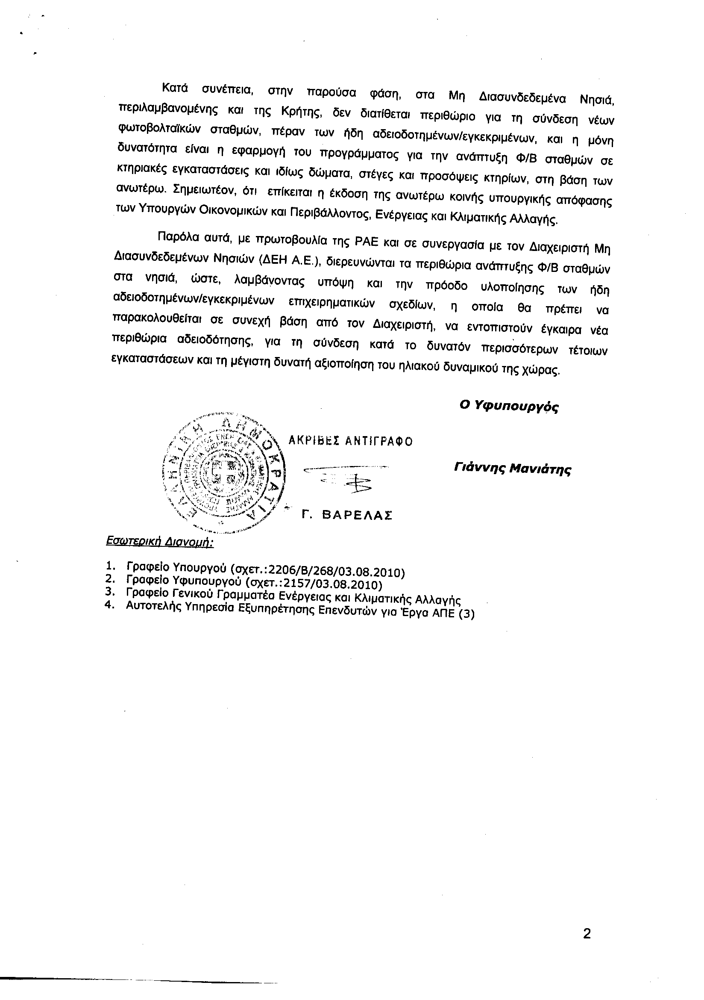 Κατά συνέπεια, στην παρούσα φάση, στα Μη Διασυνδεδεμένα Νησιά,
περιλαμβανομένης και της Κρήτης, δεν διατίθεται περιθώριο για τη σύνδεση νέων
φωτοβολταϊκών σταθμών, πέραν των ήδη αδειοδοτημένων/εγκεκριμένων, και η μόνη
δυνατότητα είναι η εφαρμογή του προγράμματος για την ανάπτυξη Φ/Β σταθμών σε
κτηριακές εγκαταστάσεις και ιδίως δώματα, στέγες και προσόψεις κτηρίων, στη βάση των
ανωτέρω. Σημειωτέον, ότι επίκειται η έκδοση της ανωτέρω κοινής υπουργικής απόφασης
των Υπουργών Οικονομικών και Περιβάλλοντος, Ενέργειας και Κλιματικής Αλλαγής.
Παρόλα αυτά, με πρωτοβουλία της ΡΑΕ και σε συνεργασία με τον Διαχειριστή Μη
Διασυνδεδεμένων Νησιών (ΔΕΗ Α.Ε.), διερευνώνται τα περιθώρια ανάπτυξης Φ/Β σταθμών
στα νησιά, ώστε, λαμβάνοντας υπόψη και την πρόοδο υλοποίησης των ήδη
αδειοδοτημένων/εγκεκριμένων επιχειρηματικών σχεδίων, η οποία θα πρέπει να
παρακολουθείται σε συνεχή βάση από τον Διαχειριστή, να εντοπιστούν έγκαιρα νέα
περιθώρια αδειοδότησης, για τη σύνδεση κατά το δυνατόν περισσότερων τέτοιων
εγκαταστάσεων και τη μέγιστη δυνατή αξιοποίηση του ηλιακού δυναμικού της χώρας.
Ο Υφυπουργός
ΕΛΛΗΝΙΚΗ ΔΗΜΟΚΡΑΤΙΑ
ΑΚΡΙΒΕΣ ΑΝΤΙΓΡΑΦΟ
Γιάννης Μανιάτης
Γ. ΒΑΡΕΛΑΣ
Εσωτερική Διανομή:
1. Γραφείο Υπουργού (σχετ.:2206/Β/268/03.08.2010)
2. Γραφείο Υφυπουργού (σχετ.:2157/03.08.2010)
3. Γραφείο Γενικού Γραμματέα Ενέργειας και Κλιματικής Αλλαγής
4. Αυτοτελής Υπηρεσία Εξυπηρέτησης Επενδυτών για Έργα ΑΠΕ (3)
2